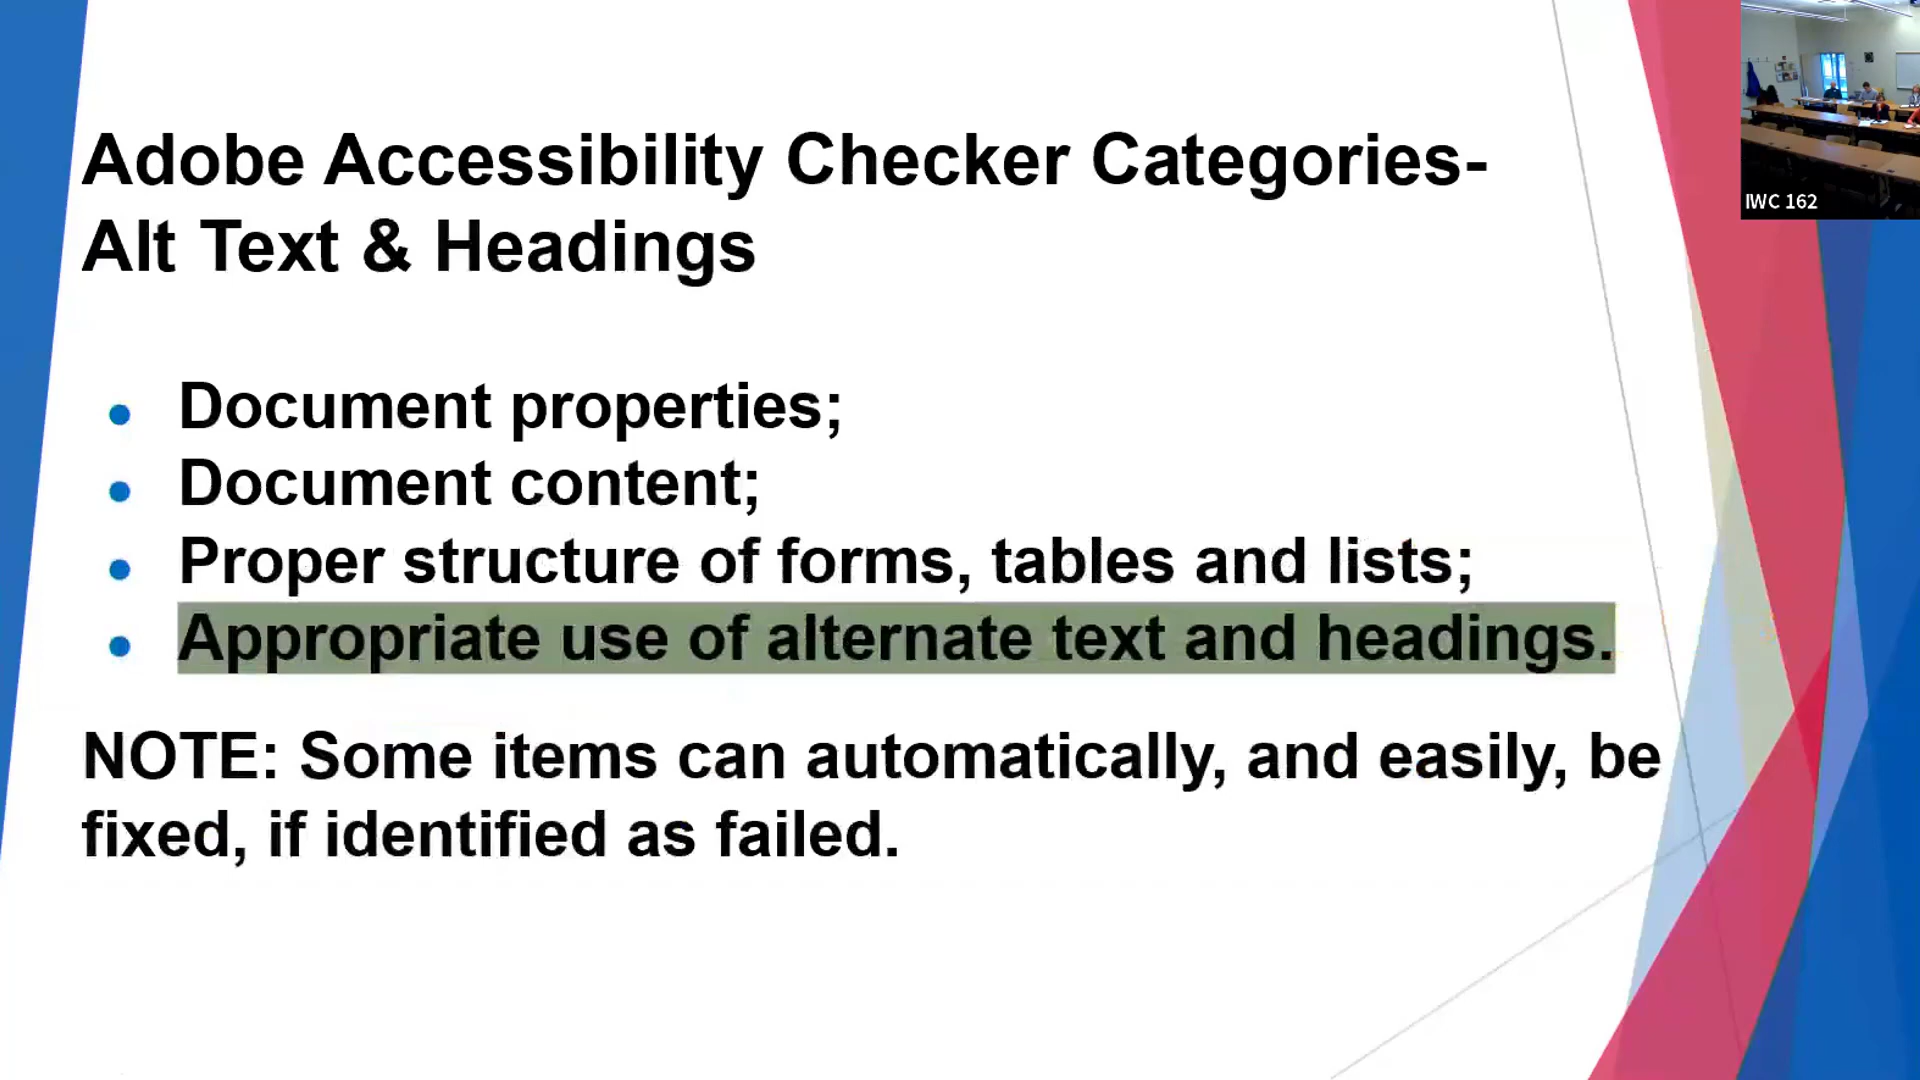 Adobe Accessibility Checker Categories-
Alt Text & Headings
Document properties;
Document content;
Proper structure of forms, tables and lists;
Appropriate use of alternate text and headings.
NOTE: Some items can automatically, and easily, be
fixed, if identified as failed.
IWC 162